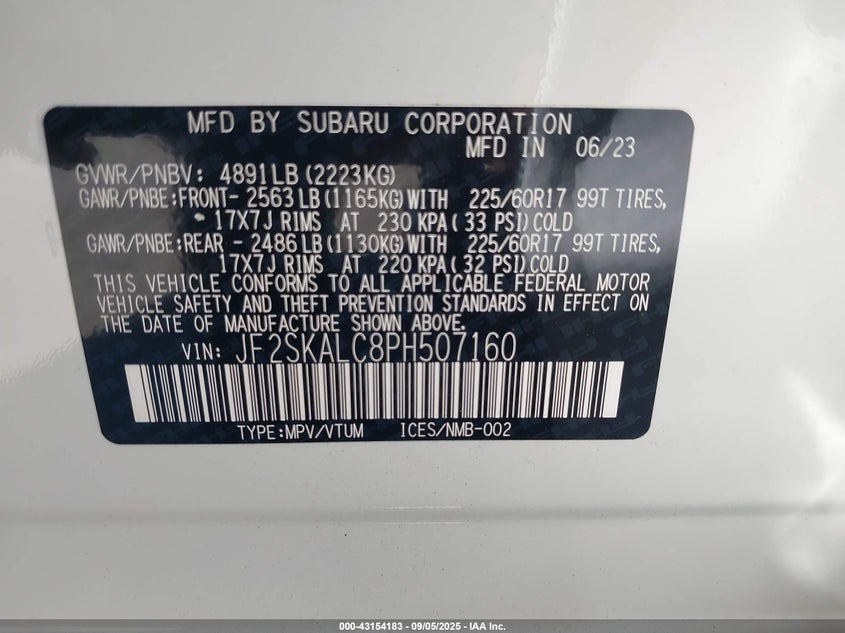 MFD BY SUBARU CORPORATION
MFD IN 06/23
GVWR/PNBV: 4891LB (2223KG)
GAWR/PNBE:FRONT- 2563LB (1165KG)WITH 225/60R17 99T TIRES,
17X7J RIMS AT 230 KPA( 33 PSI)COLD
GAWR/PNBE:REAR - 2486LB (1130KG)WITH 225/60R17 99T TIRES,
17X7J RIMS AT 220 KPA( 32 PSI)COLD
THIS VEHICLE CONFORMS TO ALL APPLICABLE FEDERAL MOTOR
VEHICLE SAFETY AND THEFT PREVENTION STANDARDS IN EFFECT ON
THE DATE OF MANUFACTURE SHOWN ABOVE.
VIN: JF2SKALC8PH507160
TYPE:MPV/VTUM ICES/NMB-002
000-43154183 - 09/05/2025 - IAA Inc.